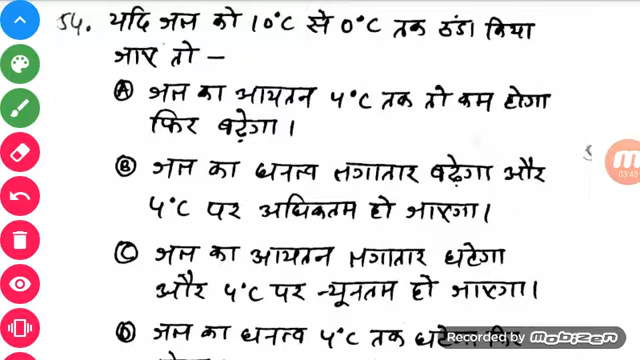 54. यदि जल को 10°C से 0°C तक ठंडा किया
जाए तो –
Ⓐ जल का आयतन 4°C तक तो कम होगा
फिर बढ़ेगा।
Ⓑ जल का घनत्व लगातार बढ़ेगा और
4°C पर अधिकतम हो जाएगा।
03:43
Ⓒ जल का आयतन लगातार घटेगा
और 4°C पर न्यूनतम हो जाएगा।
Ⓓ जल का घनत्व 4°C तक
Recorded by MOBIZEN